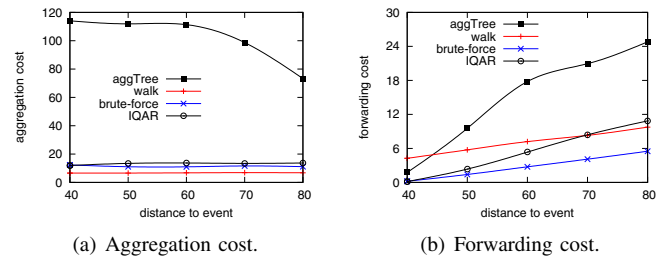 120
100
80
60
40
20
0
aggregation cost
aggTree
walk
brute-force
IQAR
40 50 60 70 80
distance to event
(a) Aggregation cost.
30
24
18
12
6
0
forwarding cost
aggTree
walk
brute-force
IQAR
40 50 60 70 80
distance to event
(b) Forwarding cost.